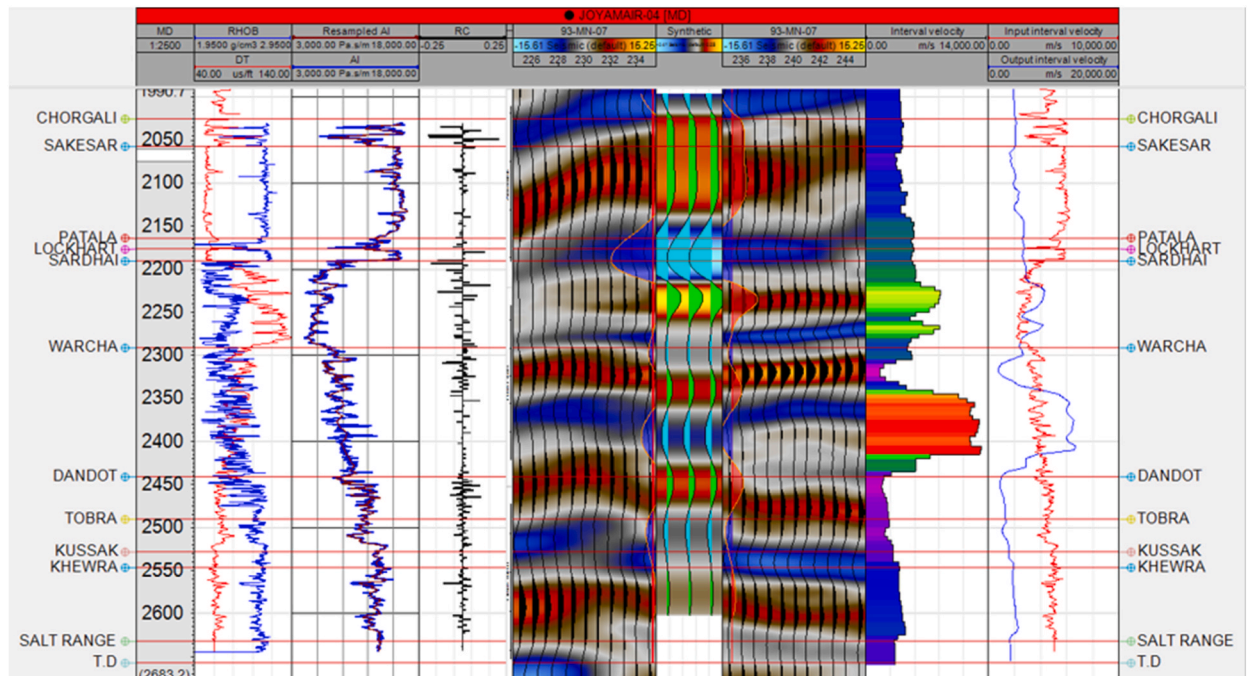 JOYAMAIR-04 [MD]
MD RHOB Resampled AI RC 93-MN-07 Synthetic 93-MN-07 Interval velocity Input interval velocity
1:2500 1.9500 g/cm3 2.9500 3,000.00 Pa.s/m 18,000.00 -0.25 0.25 -15.61 Seismic (default) 15.25 -15.61 Seismic (default) 15.25 0.00 m/s 14,000.00 0.00 m/s 10,000.00
DT AI 226 228 230 232 234 236 238 240 242 244 Output interval velocity
40.00 us/ft 140.00 3,000.00 Pa.s/m 18,000.00 0.00 m/s 20,000.00
1990.7
CHORGALI CHORGALI
2050
SAKESAR SAKESAR
2100
2150
PATALA PATALA
LOCKHART LOCKHART
SARDHAI SARDHAI
2200
2250
WARCHA WARCHA
2300
2350
2400
DANDOT DANDOT
2450
TOBRA TOBRA
2500
KUSSAK KUSSAK
2550
KHEWRA KHEWRA
2600
SALT RANGE SALT RANGE
T.D T.D
(2683.2)